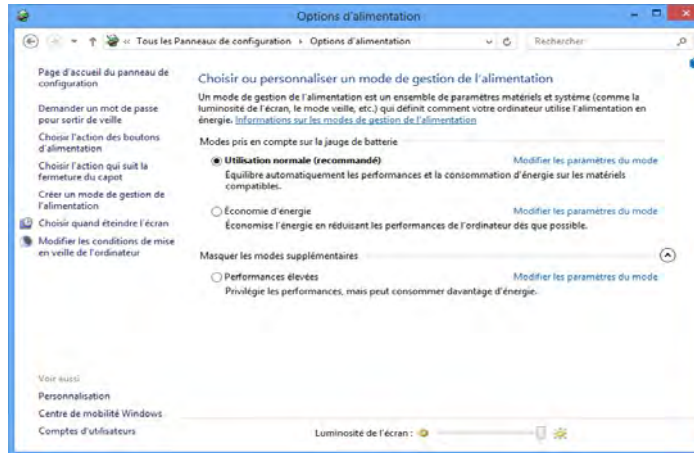 Options d'alimentation
« Tous les Panneaux de configuration › Options d'alimentation
Rechercher
Page d'accueil du panneau de
configuration
Demander un mot de passe
pour sortir de veille
Choisir l'action des boutons
d'alimentation
Choisir l'action qui suit la
fermeture du capot
Créer un mode de gestion de
l'alimentation
Choisir quand éteindre l'écran
Modifier les conditions de mise
en veille de l'ordinateur
Voir aussi
Personnalisation
Centre de mobilité Windows
Comptes d'utilisateurs
Choisir ou personnaliser un mode de gestion de l'alimentation
Un mode de gestion de l'alimentation est un ensemble de paramètres matériels et système (comme la
luminosité de l'écran, le mode veille, etc.) qui définit comment votre ordinateur utilise l'alimentation en
énergie. Informations sur les modes de gestion de l'alimentation
Modes pris en compte sur la jauge de batterie
Utilisation normale (recommandé) Modifier les paramètres du mode
Équilibre automatiquement les performances et la consommation d'énergie sur les matériels
compatibles.
Économie d'énergie Modifier les paramètres du mode
Économise l'énergie en réduisant les performances de l'ordinateur dès que possible.
Masquer les modes supplémentaires
Performances élevées Modifier les paramètres du mode
Privilégie les performances, mais peut consommer davantage d'énergie.
Luminosité de l'écran :